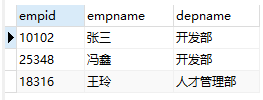 empid empname depname
10102 张三 开发部
25348 冯鑫 开发部
18316 王玲 人才管理部